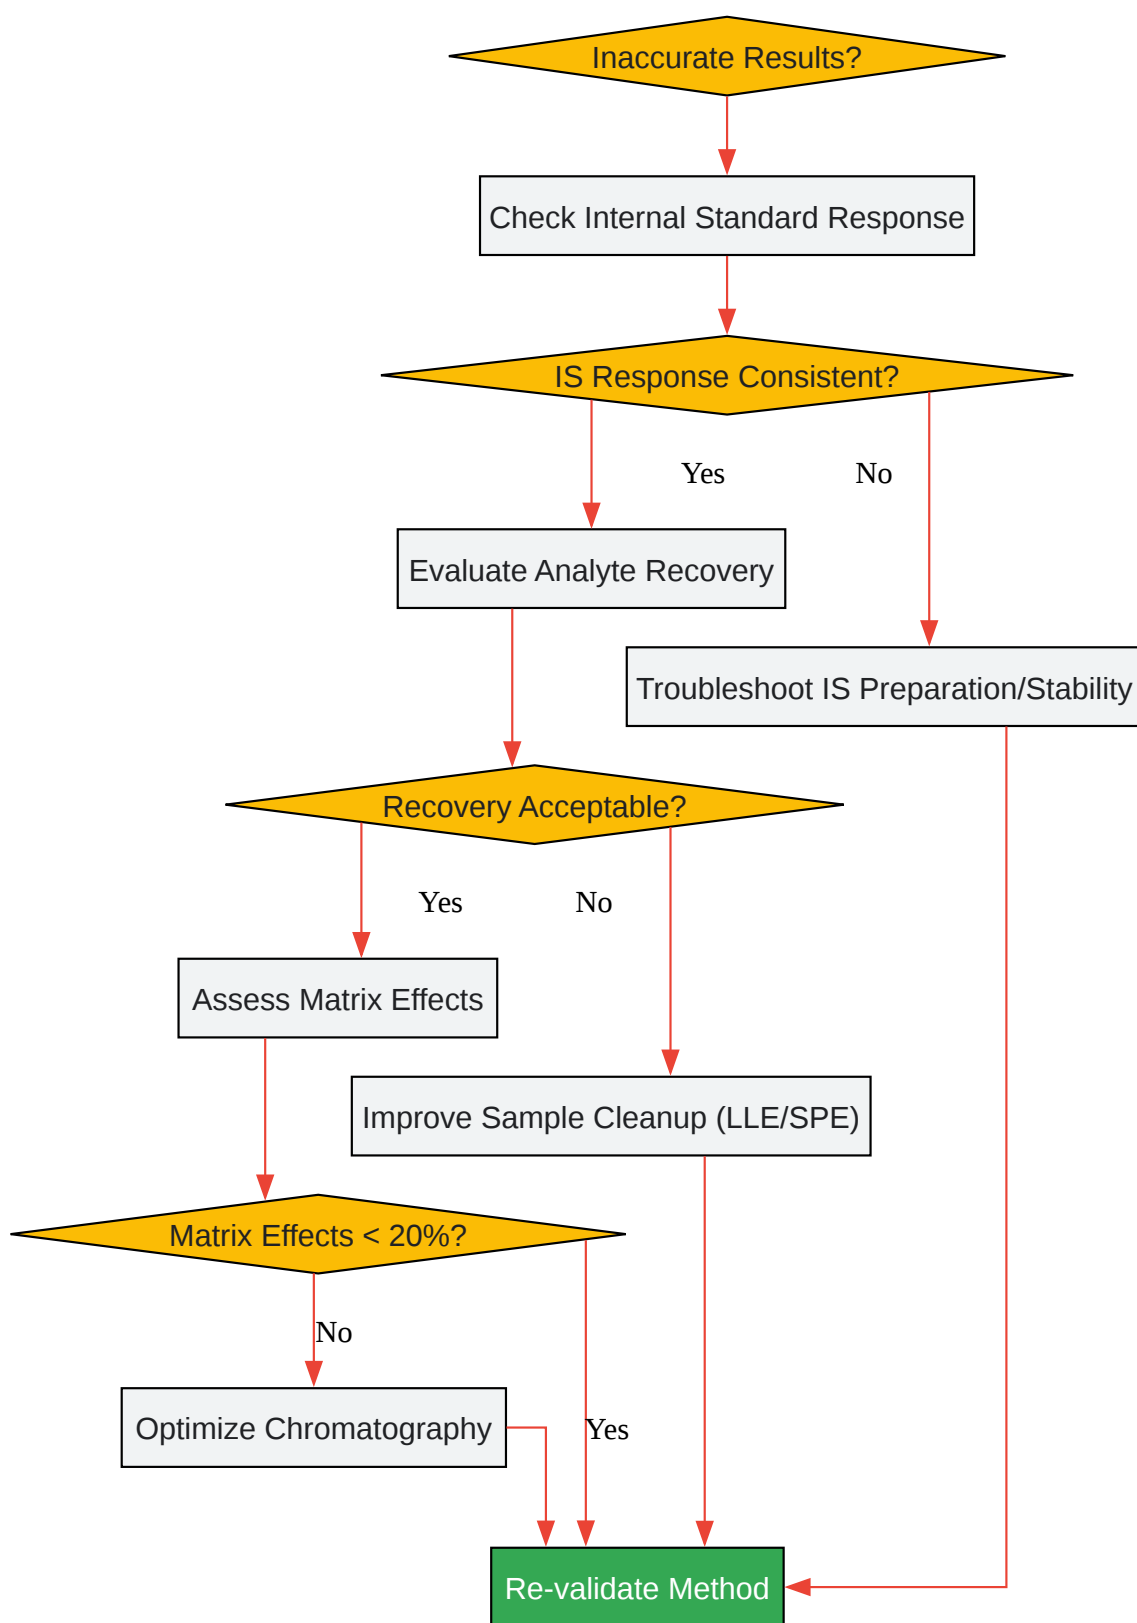 Inaccurate Results?
Check Internal Standard Response
IS Response Consistent?
Yes
No
Evaluate Analyte Recovery
Troubleshoot IS Preparation/Stability
Recovery Acceptable?
Yes
No
Assess Matrix Effects
Improve Sample Cleanup (LLE/SPE)
Matrix Effects < 20%?
No
Optimize Chromatography
Yes
Re-validate Method